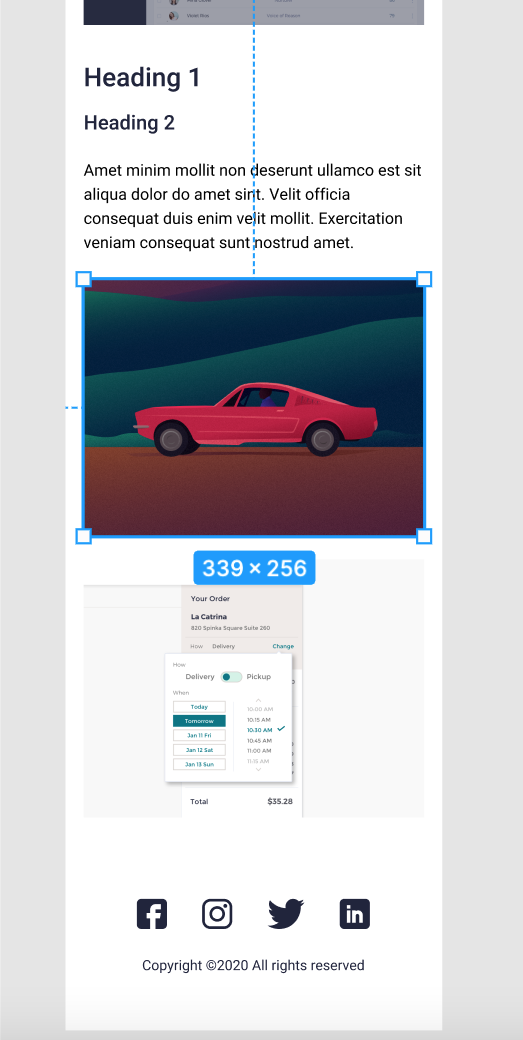 Violet Bios
Heading 1
Heading 2
Amet minim mollit non deserunt ullamco est sit
aliqua dolor do amet sint. Velit officia
consequat duis enim velit mollit. Exercitation
veniam consequat sunt nostrud amet.
339 × 256
Your Order
La Catrina
820 Spinka Square Suite 260
How Delivery Change
How
Delivery Pickup
When
Today
Tomorrow
Jan 11 Fri
Jan 12 Sat
Jan 13 Sun
10:00 AM
10:15 AM
10:30 AM
10:45 AM
11:00 AM
11:15 AM
Total $35.28
Copyright ©2020 All rights reserved